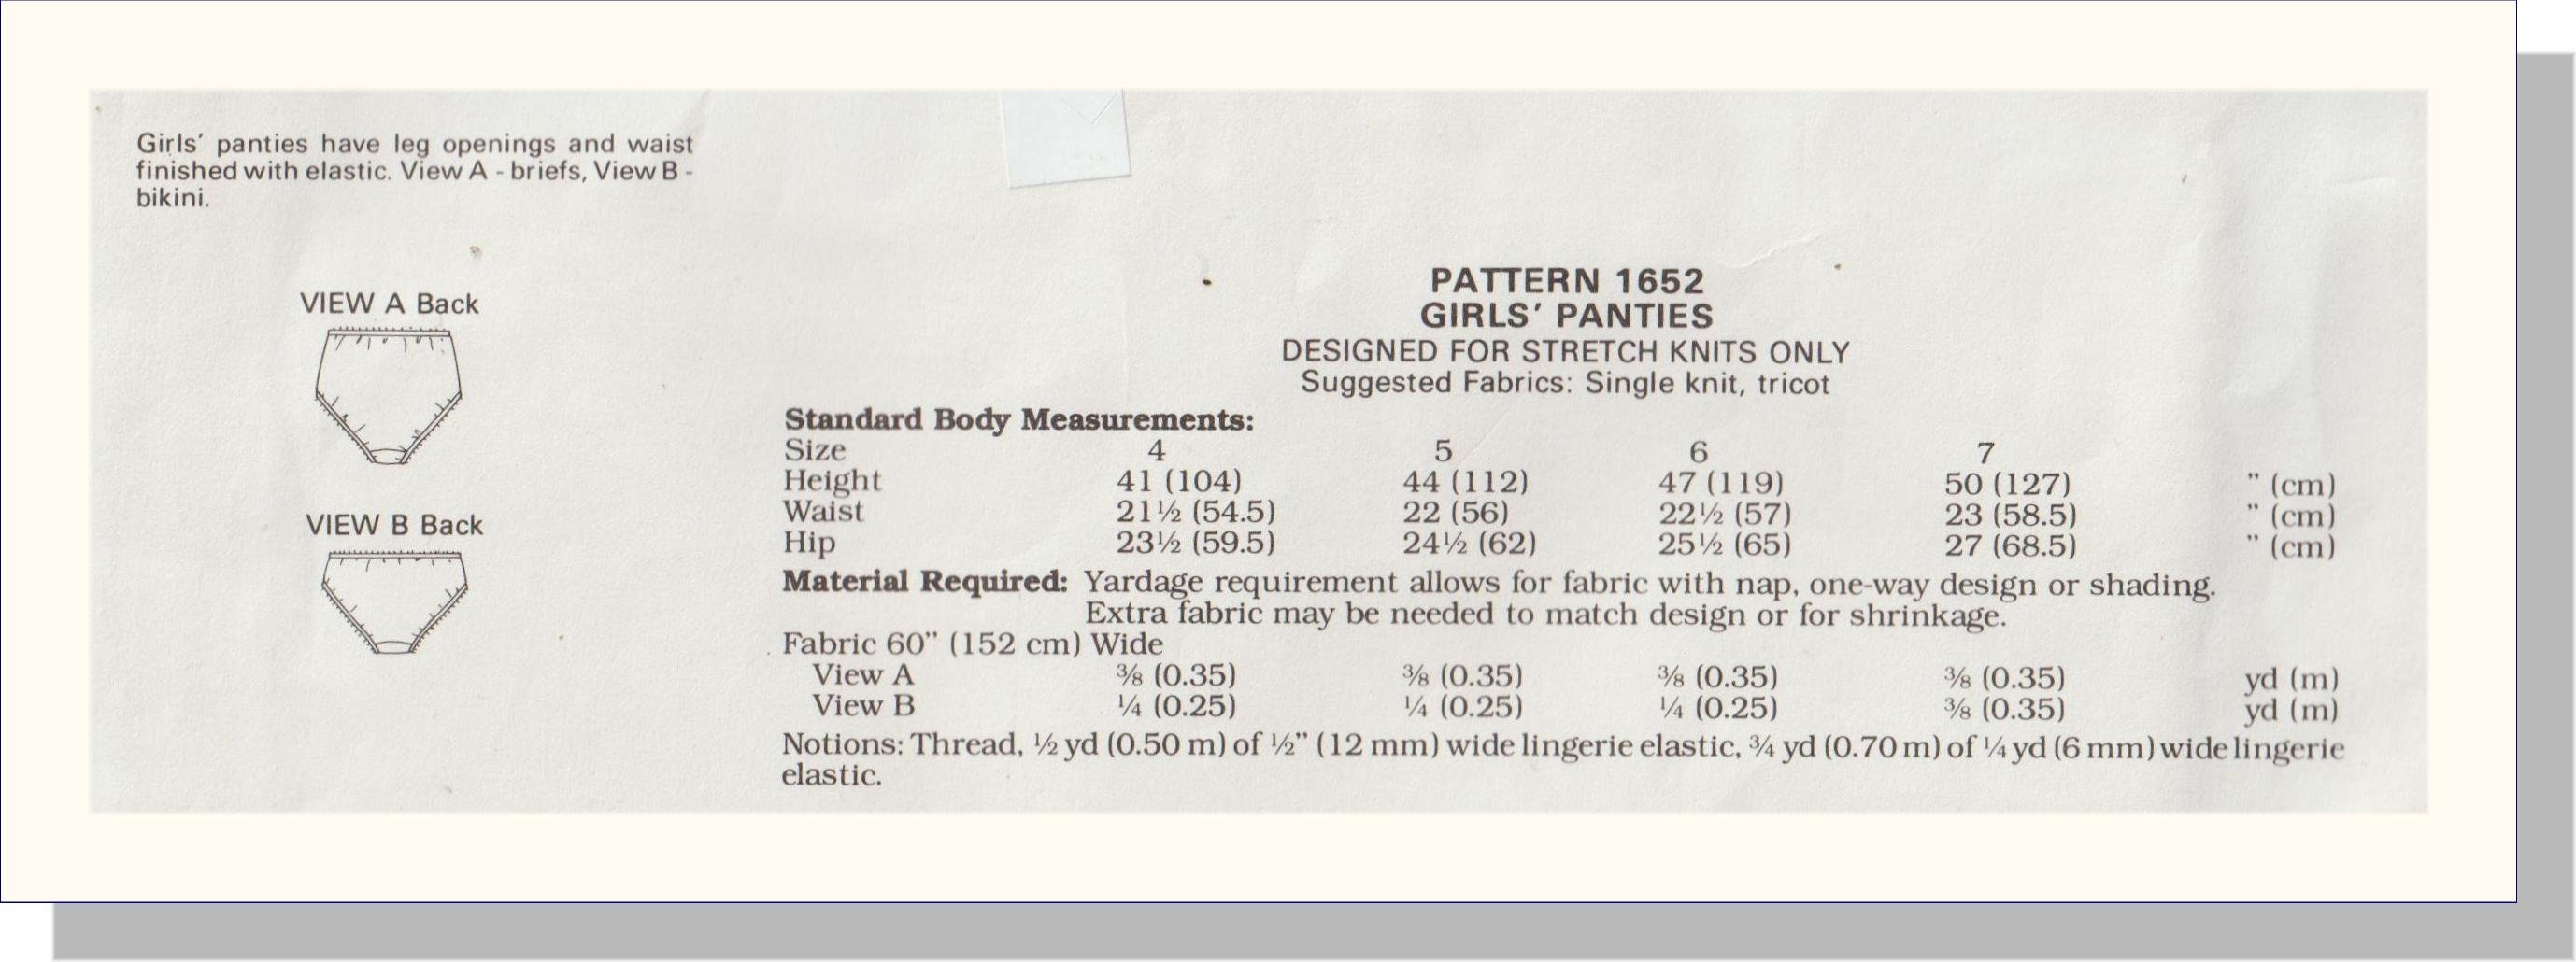 Girls' panties have leg openings and waist
finished with elastic. View A - briefs, View B -
bikini.
VIEW A Back
VIEW B Back
PATTERN 1652
GIRLS' PANTIES
DESIGNED FOR STRETCH KNITS ONLY
Suggested Fabrics: Single knit, tricot
Standard Body Measurements:
Size 4 5 6 7
Height 41 (104) 44 (112) 47 (119) 50 (127) " (cm)
Waist 21½ (54.5) 22 (56) 22½ (57) 23 (58.5) " (cm)
Hip 23½ (59.5) 24½ (62) 25½ (65) 27 (68.5) " (cm)
Material Required: Yardage requirement allows for fabric with nap, one-way design or shading.
Extra fabric may be needed to match design or for shrinkage.
Fabric 60" (152 cm) Wide
View A ⅜ (0.35) ⅜ (0.35) ⅜ (0.35) ⅜ (0.35) yd (m)
View B ¼ (0.25) ¼ (0.25) ¼ (0.25) ⅜ (0.35) yd (m)
Notions: Thread, ½ yd (0.50 m) of ½" (12 mm) wide lingerie elastic, ¾ yd (0.70 m) of ¼ yd (6 mm) wide lingerie
elastic.